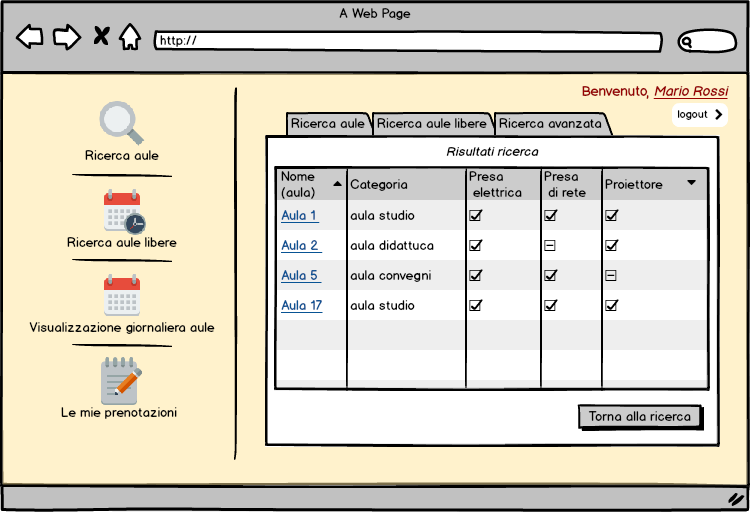 A Web Page
http://
Benvenuto, Mario Rossi
logout
Ricerca aule
Ricerca aule libere
Visualizzazione giornaliera aule
Le mie prenotazioni
Ricerca aule Ricerca aule libere Ricerca avanzata
Risultati ricerca
Nome (aula) Categoria Presa elettrica Presa di rete Proiettore
Aula 1 aula studio
Aula 2 aula didattuca
Aula 5 aula convegni
Aula 17 aula studio
Torna alla ricerca